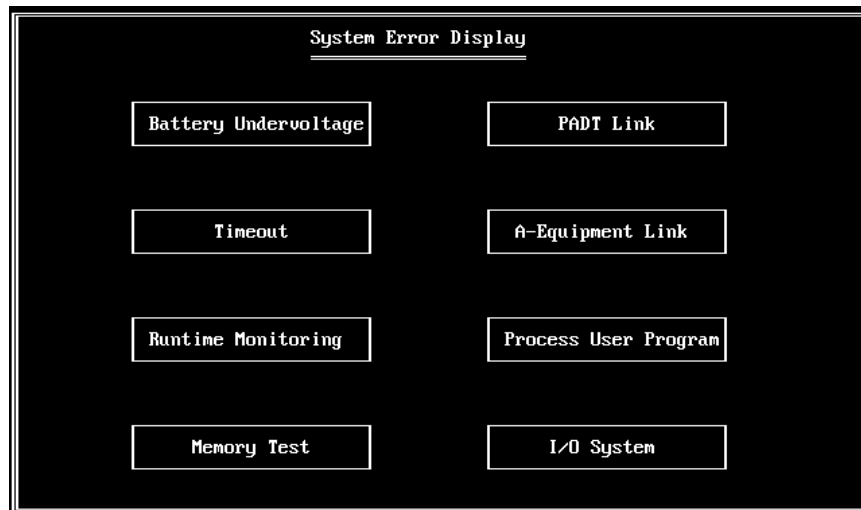 System Error Display
Battery Undervoltage
PADT Link
Timeout
A-Equipment Link
Runtime Monitoring
Process User Program
Memory Test
I/O System